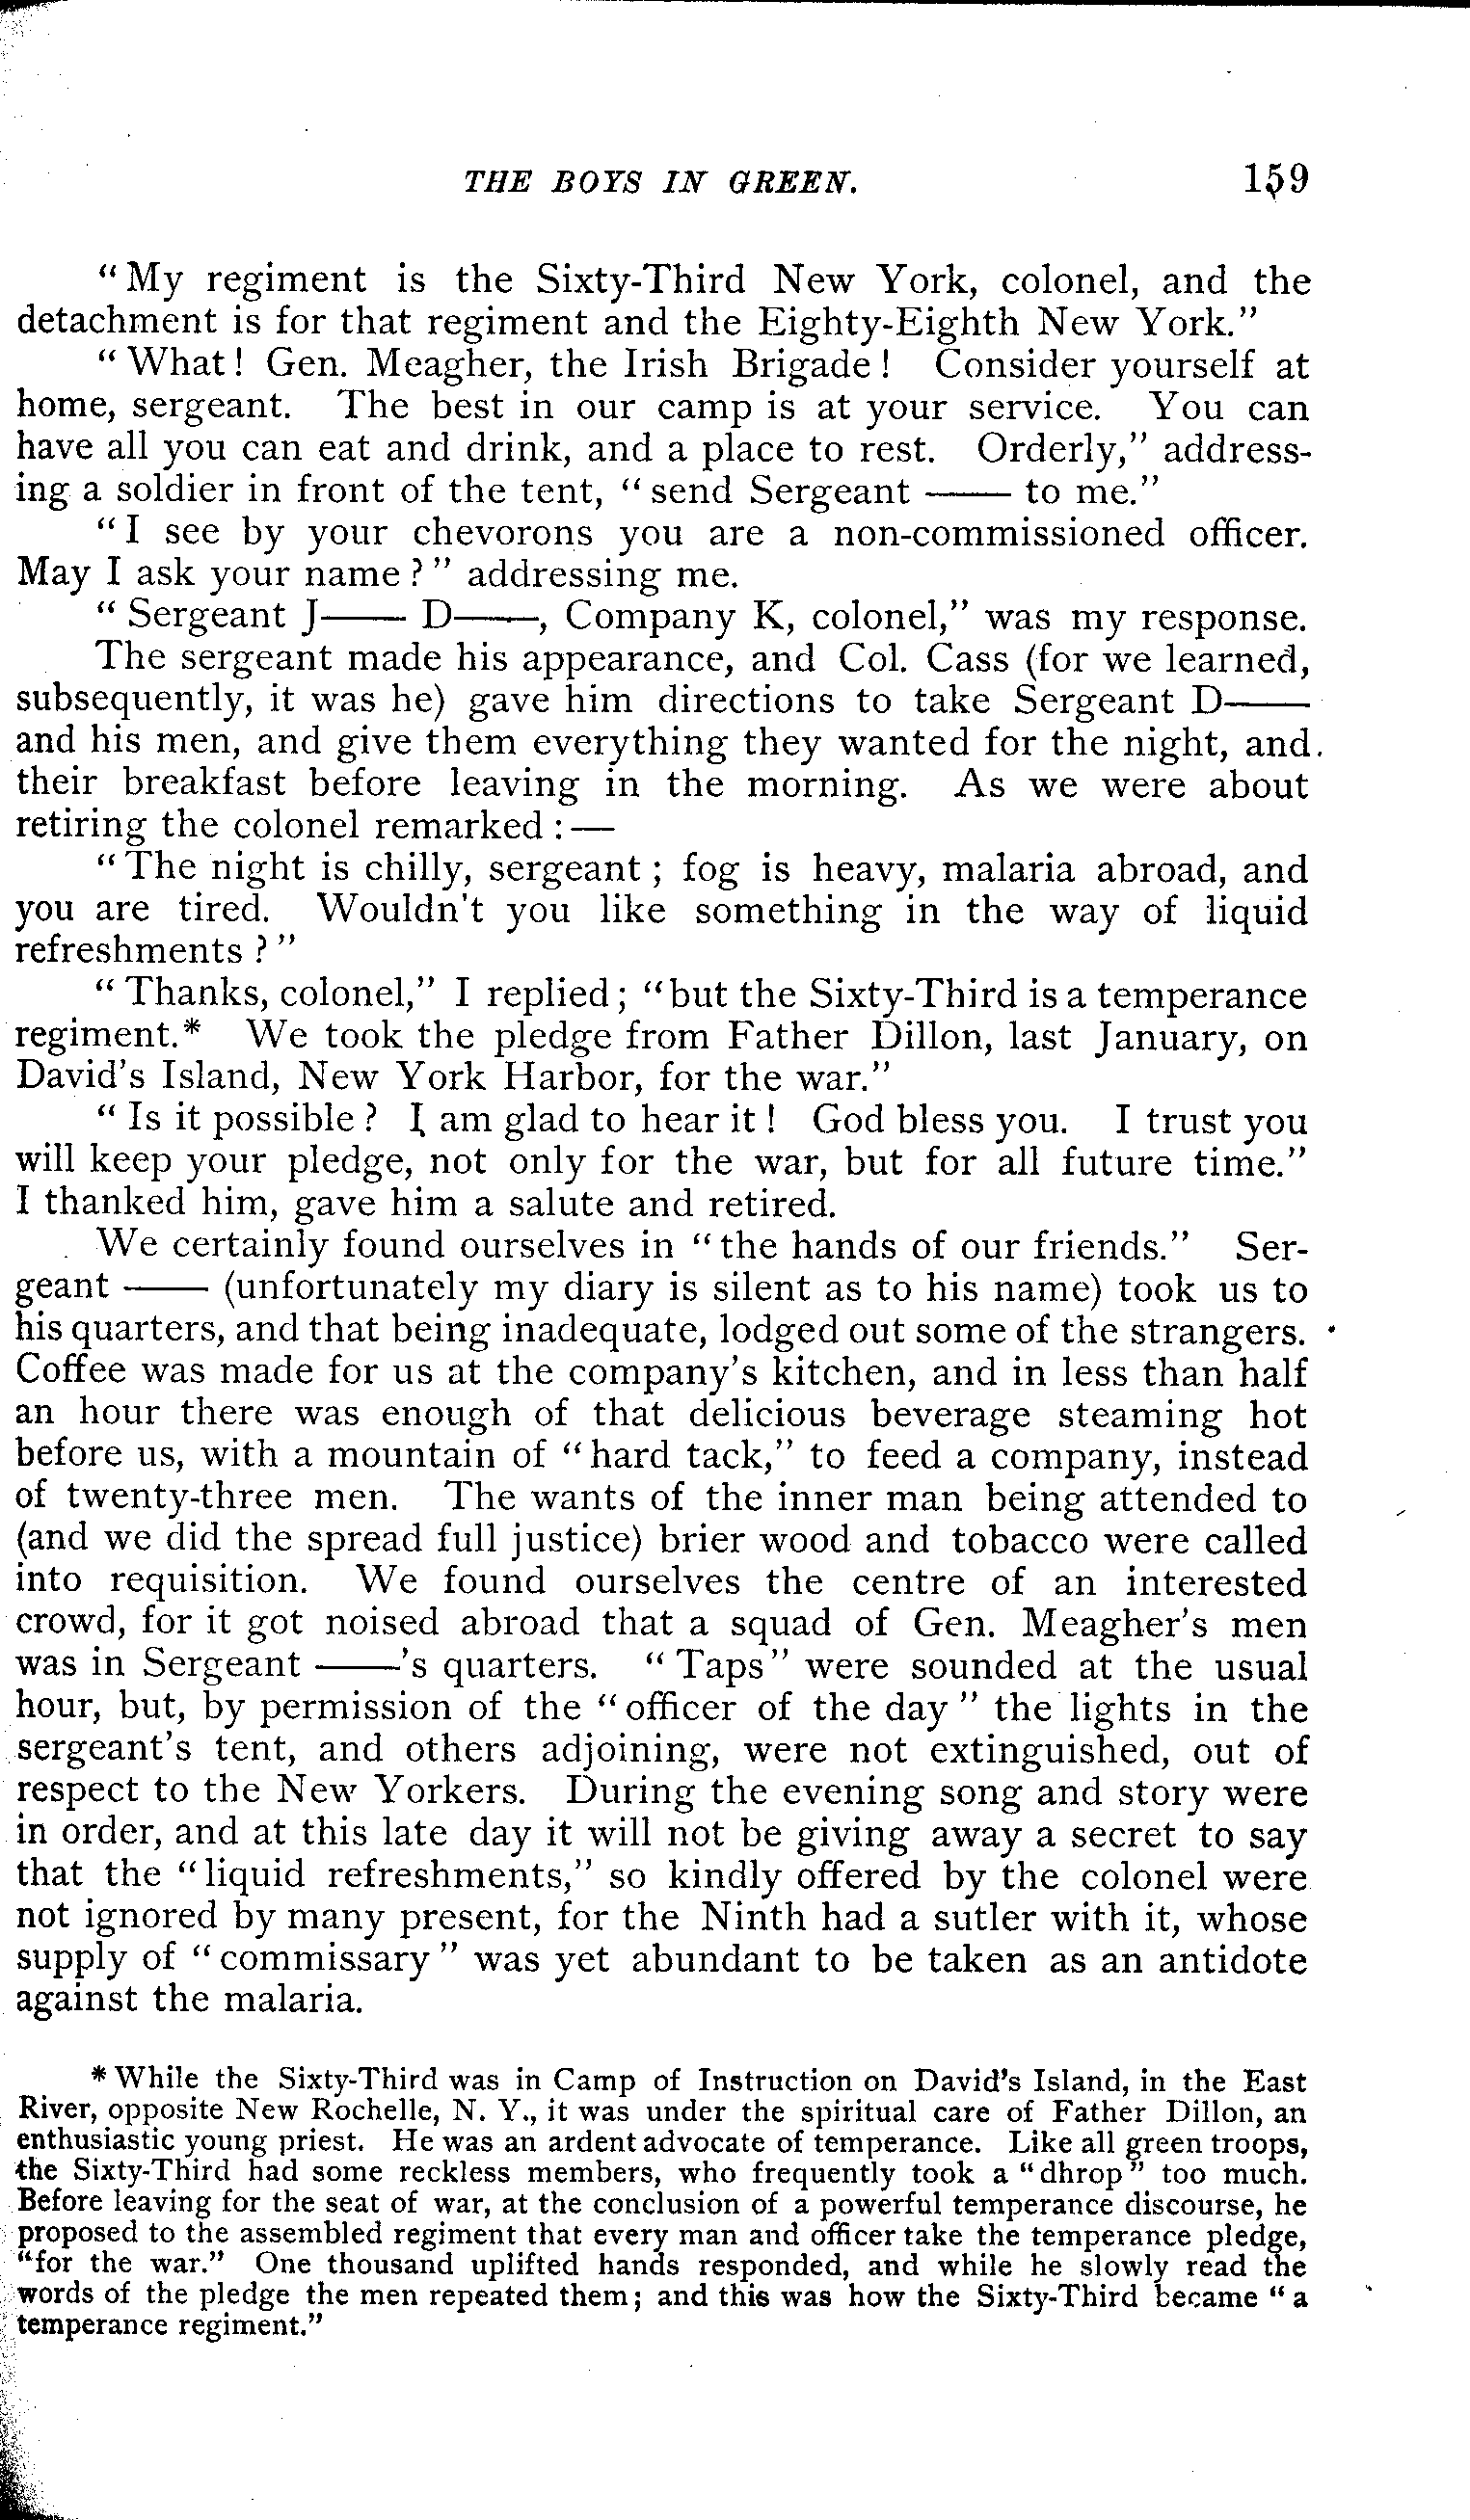 THE BOYS IN GREEN. 159
"My regiment is the Sixty-Third New York, colonel, and the
detachment is for that regiment and the Eighty-Eighth New York."
"What! Gen. Meagher, the Irish Brigade! Consider yourself at
home, sergeant. The best in our camp is at your service. You can
have all you can eat and drink, and a place to rest. Orderly," address-
ing a soldier in front of the tent, "send Sergeant —— to me."
"I see by your chevorons you are a non-commissioned officer.
May I ask your name?" addressing me.
"Sergeant J—— D——, Company K, colonel," was my response.
The sergeant made his appearance, and Col. Cass (for we learned,
subsequently, it was he) gave him directions to take Sergeant D——
and his men, and give them everything they wanted for the night, and
their breakfast before leaving in the morning. As we were about
retiring the colonel remarked:—
"The night is chilly, sergeant; fog is heavy, malaria abroad, and
you are tired. Wouldn't you like something in the way of liquid
refreshments?"
"Thanks, colonel," I replied; "but the Sixty-Third is a temperance
regiment.* We took the pledge from Father Dillon, last January, on
David's Island, New York Harbor, for the war."
"Is it possible? I am glad to hear it! God bless you. I trust you
will keep your pledge, not only for the war, but for all future time."
I thanked him, gave him a salute and retired.
We certainly found ourselves in "the hands of our friends." Ser-
geant —— (unfortunately my diary is silent as to his name) took us to
his quarters, and that being inadequate, lodged out some of the strangers.
Coffee was made for us at the company's kitchen, and in less than half
an hour there was enough of that delicious beverage steaming hot
before us, with a mountain of "hard tack," to feed a company, instead
of twenty-three men. The wants of the inner man being attended to
(and we did the spread full justice) brier wood and tobacco were called
into requisition. We found ourselves the centre of an interested
crowd, for it got noised abroad that a squad of Gen. Meagher's men
was in Sergeant ——'s quarters. "Taps" were sounded at the usual
hour, but, by permission of the "officer of the day" the lights in the
sergeant's tent, and others adjoining, were not extinguished, out of
respect to the New Yorkers. During the evening song and story were
in order, and at this late day it will not be giving away a secret to say
that the "liquid refreshments," so kindly offered by the colonel were
not ignored by many present, for the Ninth had a sutler with it, whose
supply of "commissary" was yet abundant to be taken as an antidote
against the malaria.
* While the Sixty-Third was in Camp of Instruction on David's Island, in the East
River, opposite New Rochelle, N. Y., it was under the spiritual care of Father Dillon, an
enthusiastic young priest. He was an ardent advocate of temperance. Like all green troops,
the Sixty-Third had some reckless members, who frequently took a "dhrop" too much.
Before leaving for the seat of war, at the conclusion of a powerful temperance discourse, he
proposed to the assembled regiment that every man and officer take the temperance pledge,
"for the war." One thousand uplifted hands responded, and while he slowly read the
words of the pledge the men repeated them; and this was how the Sixty-Third became "a
temperance regiment."